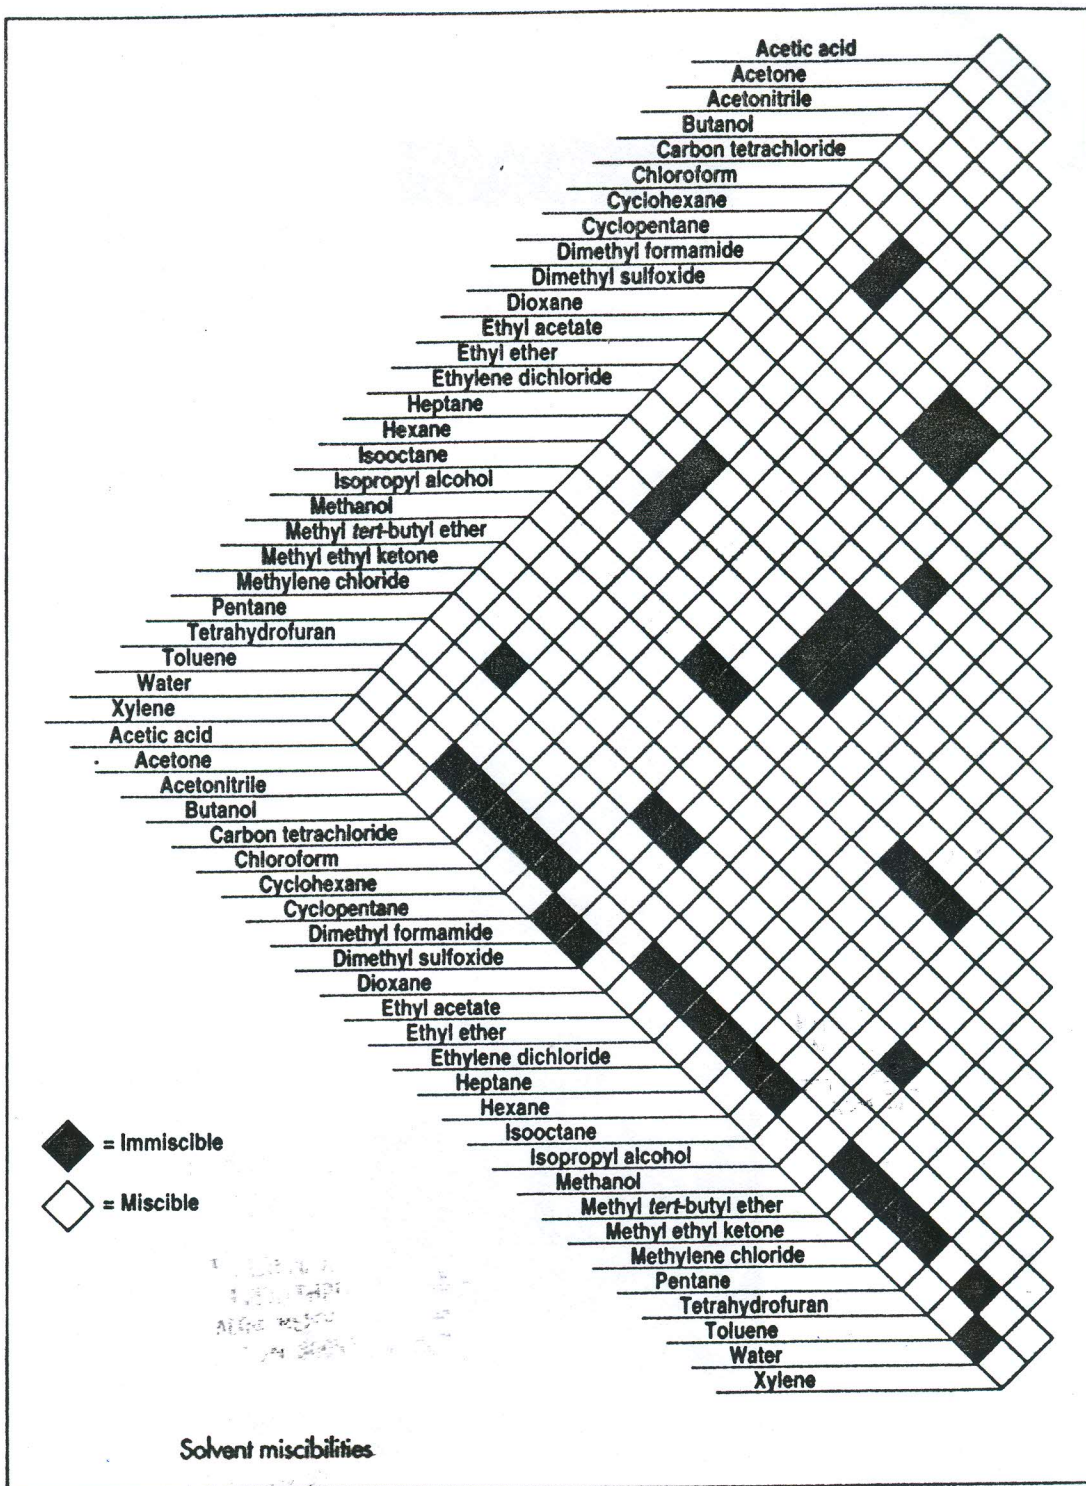 Acetic acid
Acetone
Acetonitrile
Butanol
Carbon tetrachloride
Chloroform
Cyclohexane
Cyclopentane
Dimethyl formamide
Dimethyl sulfoxide
Dioxane
Ethyl acetate
Ethyl ether
Ethylene dichloride
Heptane
Hexane
Isooctane
Isopropyl alcohol
Methanol
Methyl tert-butyl ether
Methyl ethyl ketone
Methylene chloride
Pentane
Tetrahydrofuran
Toluene
Water
Xylene
Acetic acid
Acetone
Acetonitrile
Butanol
Carbon tetrachloride
Chloroform
Cyclohexane
Cyclopentane
Dimethyl formamide
Dimethyl sulfoxide
Dioxane
Ethyl acetate
Ethyl ether
Ethylene dichloride
Heptane
Hexane
Isooctane
Isopropyl alcohol
Methanol
Methyl tert-butyl ether
Methyl ethyl ketone
Methylene chloride
Pentane
Tetrahydrofuran
Toluene
Water
Xylene
= Immiscible
= Miscible
Solvent miscibilities